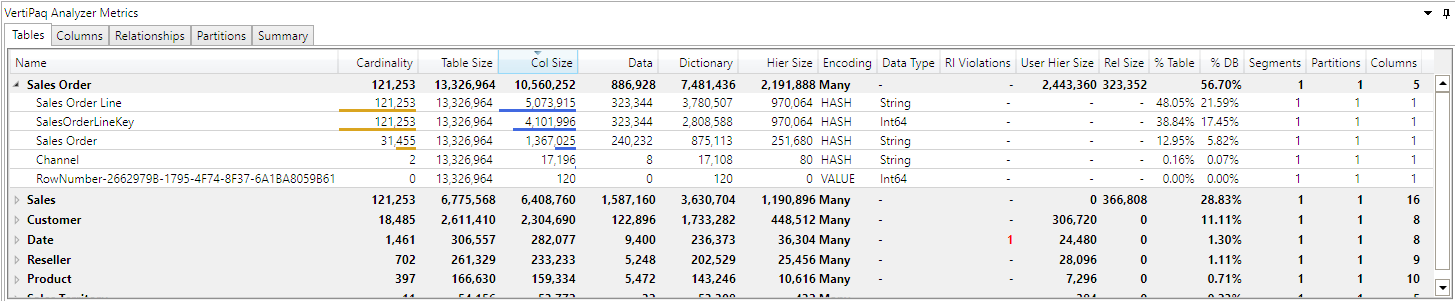 VertiPaq Analyzer Metrics
Tables Columns Relationships Partitions Summary
Name Cardinality Table Size Col Size Data Dictionary Hier Size Encoding Data Type RI Violations User Hier Size Rel Size % Table % DB Segments Partitions Columns
Sales Order 121,253 13,326,964 10,560,252 886,928 7,481,436 2,191,888 Many - - 2,443,360 323,352 56.70% 1 1 5
Sales Order Line 121,253 13,326,964 5,073,915 323,344 3,780,507 970,064 HASH String - - - 48.05% 21.59% 1 1 1
SalesOrderLineKey 121,253 13,326,964 4,101,996 323,344 2,808,588 970,064 HASH Int64 - - - 38.84% 17.45% 1 1 1
Sales Order 31,455 13,326,964 1,367,025 240,232 875,113 251,680 HASH String - - - 12.95% 5.82% 1 1 1
Channel 2 13,326,964 17,196 8 17,108 80 HASH String - - - 0.16% 0.07% 1 1 1
RowNumber-2662979B-1795-4F74-8F37-6A1BA8059B61 0 13,326,964 120 0 120 0 VALUE Int64 - - - 0.00% 0.00% 1 1 1
Sales 121,253 6,775,568 6,408,760 1,587,160 3,630,704 1,190,896 Many - - 0 366,808 28.83% 1 1 16
Customer 18,485 2,611,410 2,304,690 122,896 1,733,282 448,512 Many - - 306,720 0 11.11% 1 1 8
Date 1,461 306,557 282,077 9,400 236,373 36,304 Many - 1 24,480 0 1.30% 1 1 8
Reseller 702 261,329 233,233 5,248 202,529 25,456 Many - - 28,096 0 1.11% 1 1 9
Product 397 166,630 159,334 5,472 143,246 10,616 Many - - 7,296 0 0.71% 1 1 10